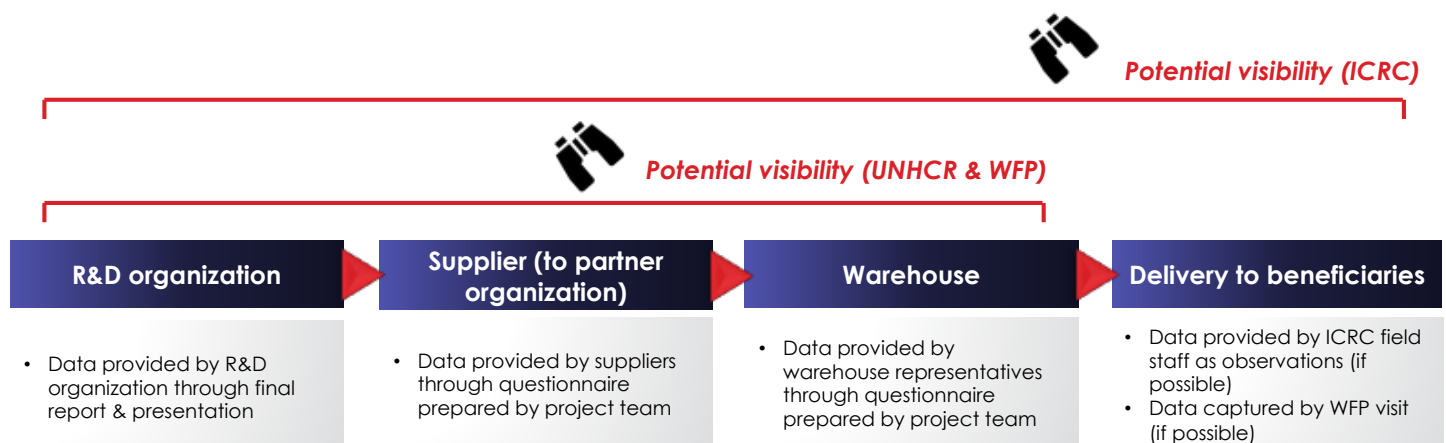 Potential visibility (ICRC)
Potential visibility (UNHCR & WFP)
R&D organization
Supplier (to partner
organization)
Warehouse
Delivery to beneficiaries
• Data provided by R&D
organization through final
report & presentation
• Data provided by suppliers
through questionnaire
prepared by project team
• Data provided by
warehouse representatives
through questionnaire
prepared by project team
• Data provided by ICRC field
staff as observations (if
possible)
• Data captured by WFP visit
(if possible)